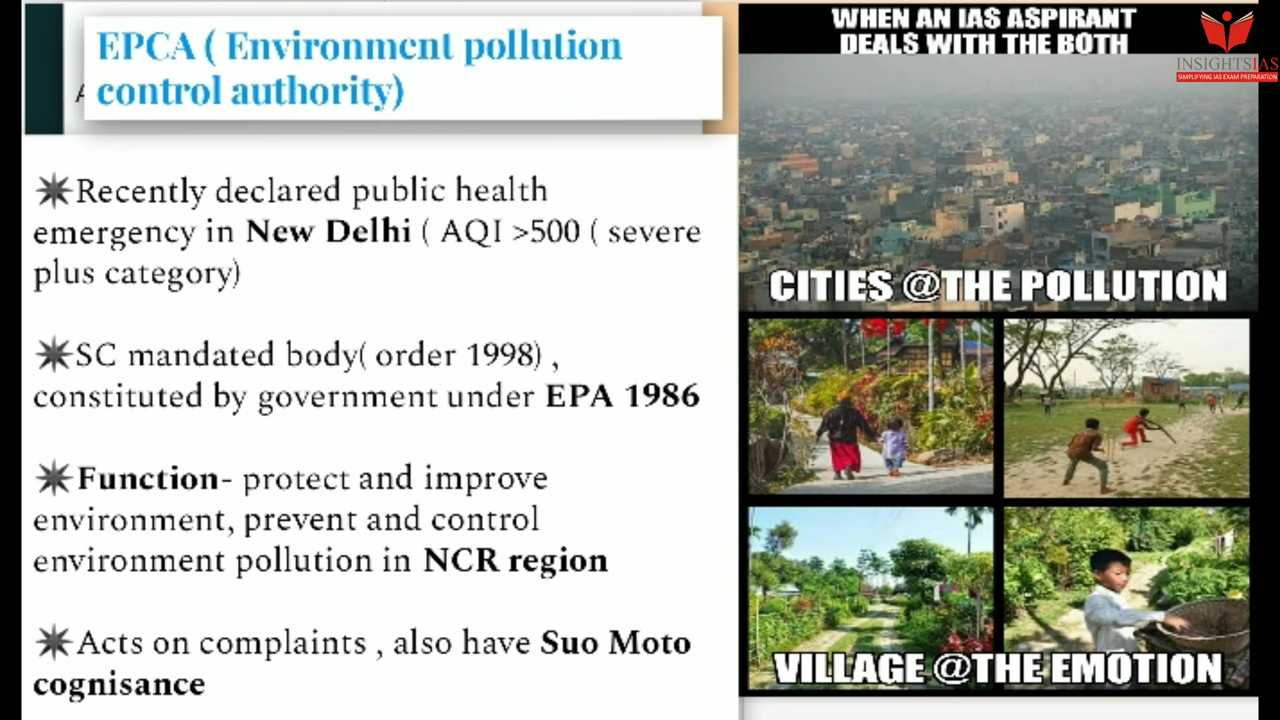 EPCA ( Environment pollution
control authority)
Recently declared public health
emergency in New Delhi ( AQI >500 ( severe
plus category)
SC mandated body( order 1998) ,
constituted by government under EPA 1986
Function- protect and improve
environment, prevent and control
environment pollution in NCR region
Acts on complaints , also have Suo Moto
cognisance
WHEN AN IAS ASPIRANT
DEALS WITH THE BOTH
INSIGHTSIAS
SIMPLIFYING IAS EXAM PREPARATION
CITIES @THE POLLUTION
VILLAGE @THE EMOTION